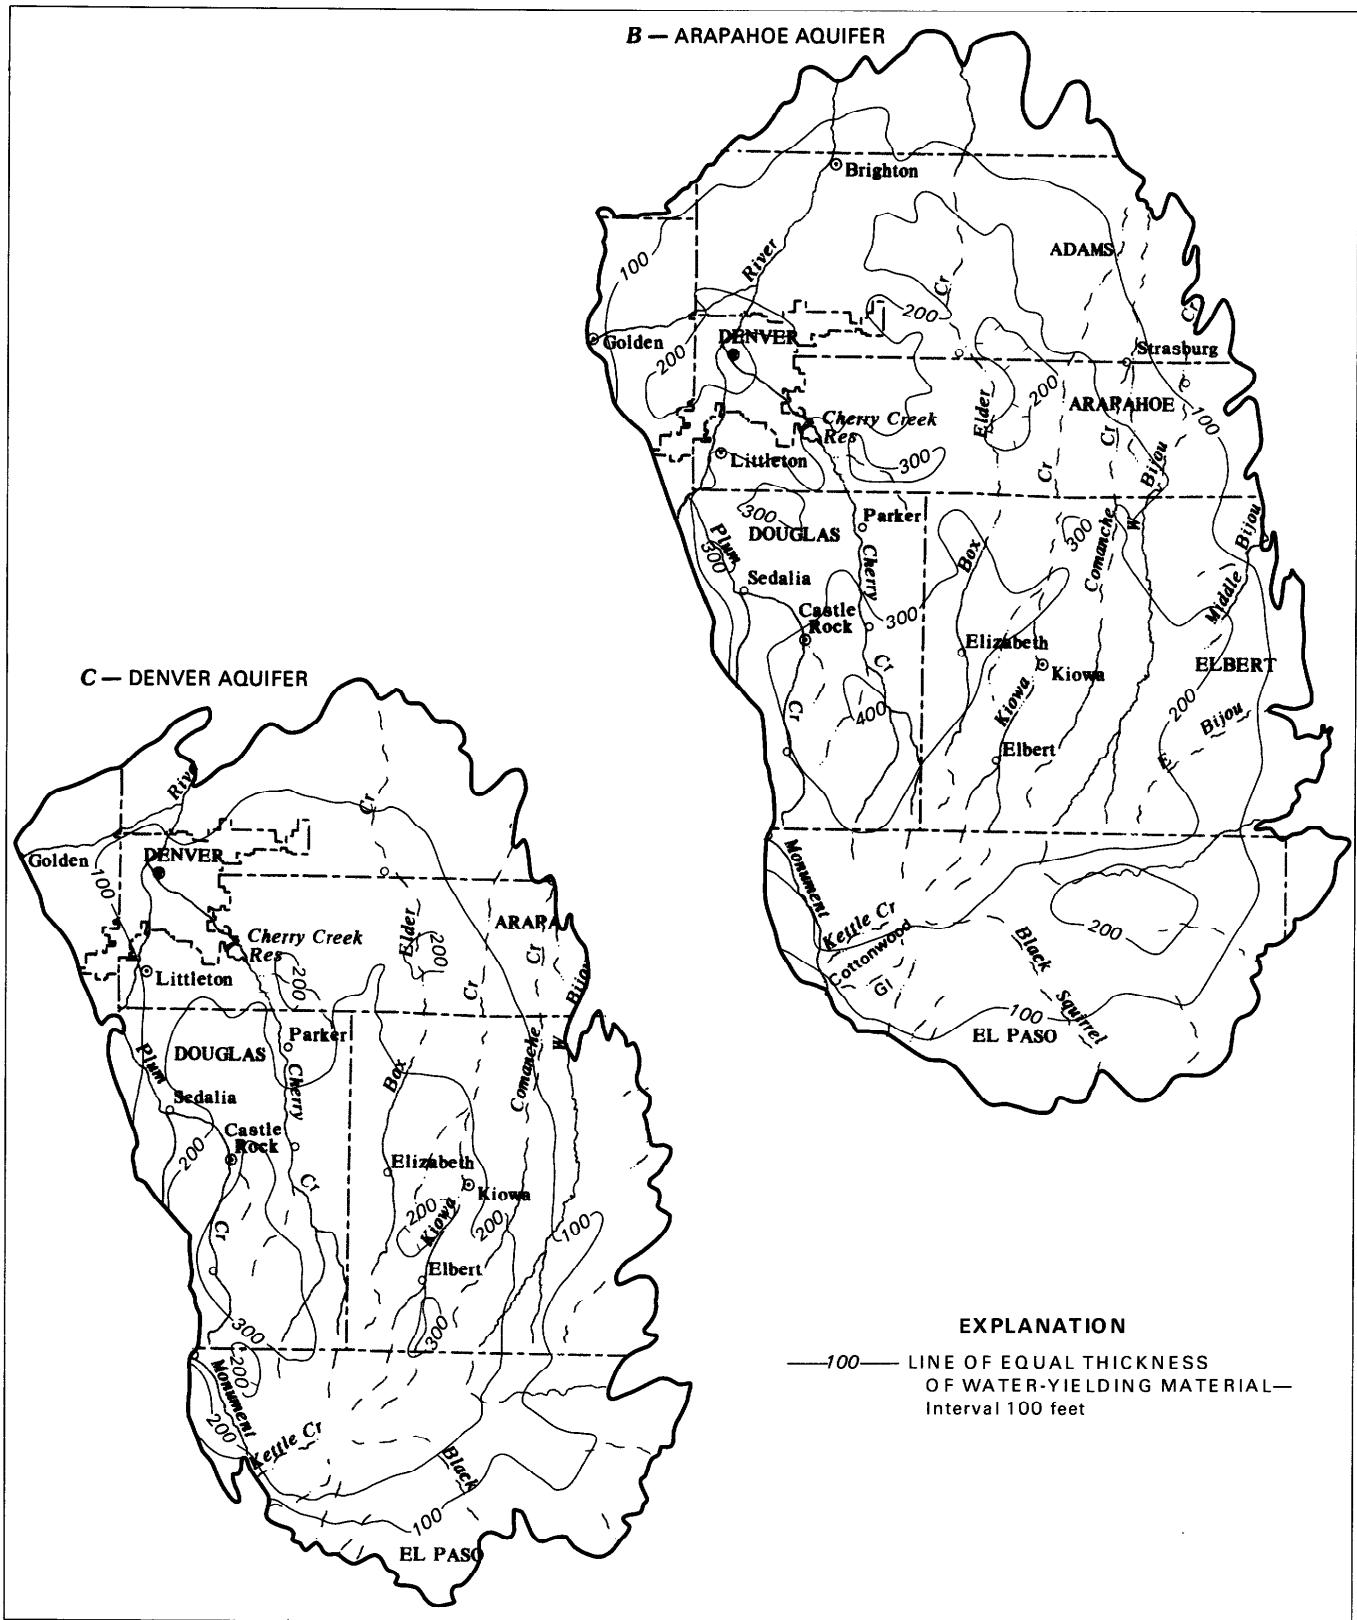 B — ARAPAHOE AQUIFER
Brighton
ADAMS
100
River
Cr
Cr
200
Golden
DENVER
200
Strasburg
Elder
200
ARAPAHOE
100
Cherry Creek
Res
Cr
Cr
Bijou
Littleton
300
300
Parker
DOUGLAS
Plum
300
Cherry
Box
300
Comanche
W
Bijou
Middle
Sedalia
Castle
Rock
300
Elizabeth
Cr
Kiowa
Kiowa
ELBERT
200
Cr
400
Bijou
Elbert
E
Monument
Kettle Cr
Cottonwood
Cr
Black
Squirrel
200
100
EL PASO
C — DENVER AQUIFER
River
Cr
Golden
DENVER
100
ARAPA
Elder
200
Cherry Creek
Res
Cr
200
Littleton
Cr
Bijou
Parker
DOUGLAS
Plum
Cherry
Box
Comanche
W
Sedalia
Castle
Rock
200
Elizabeth
Cr
Kiowa
200
Kiowa
200
100
Cr
Elbert
300
300
200
Monument
200
Kettle Cr
Black
100
EL PASO
EXPLANATION
—100— LINE OF EQUAL THICKNESS
OF WATER-YIELDING MATERIAL—
Interval 100 feet